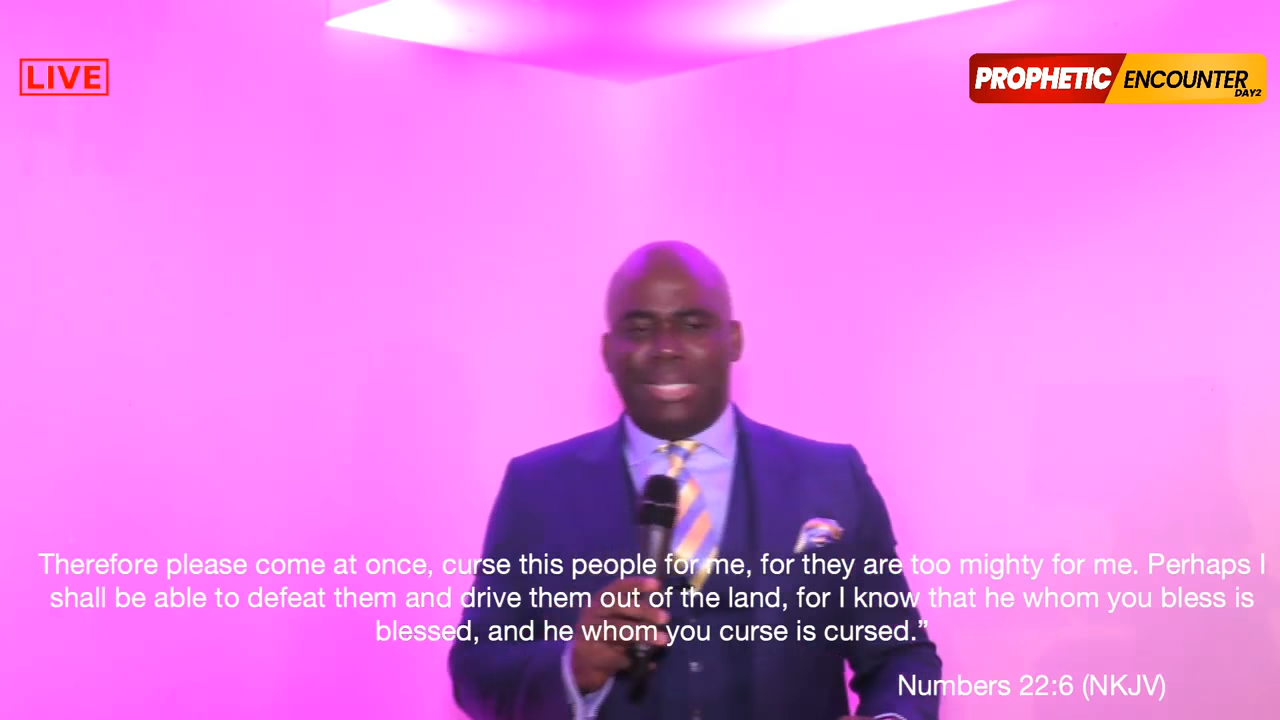 LIVE
PROPHETIC ENCOUNTER
DAY2
Therefore please come at once, curse this people for me, for they are too mighty for me. Perhaps I
shall be able to defeat them and drive them out of the land, for I know that he whom you bless is
blessed, and he whom you curse is cursed.”
Numbers 22:6 (NKJV)